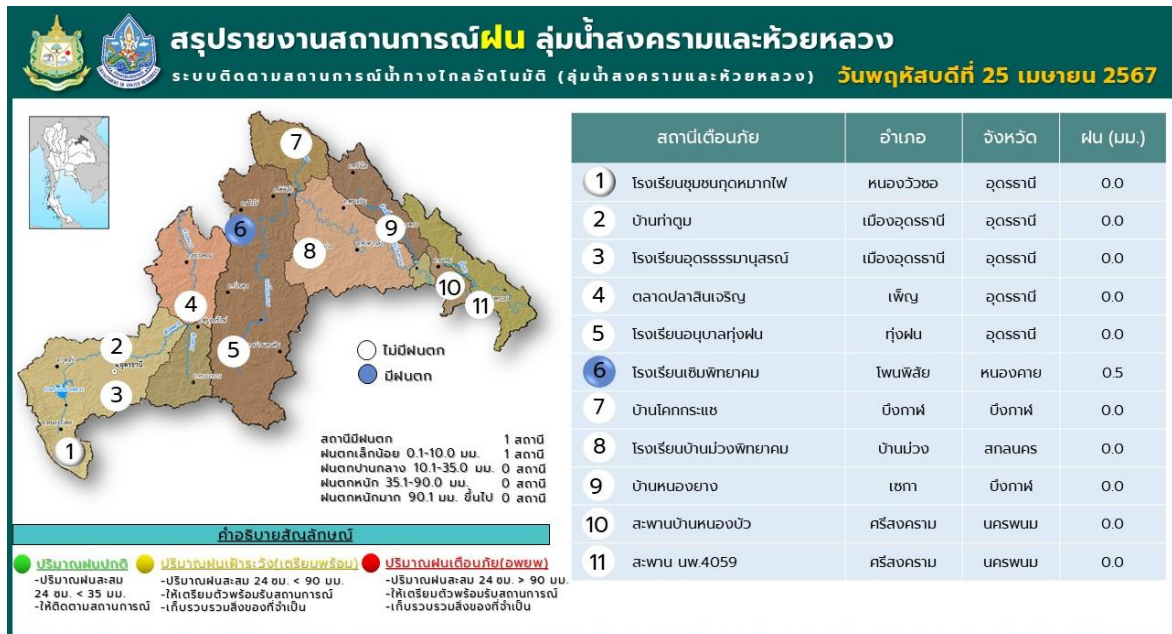 สรุปรายงานสถานการณ์ฝน ลุ่มน้ำสงครามและห้วยหลวง
ระบบติดตามสถานการณ์น้ำทางไกลอัตโนมัติ (ลุ่มน้ำสงครามและห้วยหลวง) วันพฤหัสบดีที่ 25 เมษายน 2567
7
6
9
8
10
11
4
2
5
3
1
ไม่มีฝนตก
มีฝนตก
สถานีมีฝนตก 1 สถานี
ฝนตกเล็กน้อย 0.1-10.0 มม. 1 สถานี
ฝนตกปานกลาง 10.1-35.0 มม. 0 สถานี
ฝนตกหนัก 35.1-90.0 มม. 0 สถานี
ฝนตกหนักมาก 90.1 มม. ขึ้นไป 0 สถานี
สถานีเตือนภัย อำเภอ จังหวัด ฝน (มม.)
1 โรงเรียนชุมชนกุดหมากไฟ หนองวัวซอ อุดรธานี 0.0
2 บ้านท่าตูม เมืองอุดรธานี อุดรธานี 0.0
3 โรงเรียนอุดรธรรมานุสรณ์ เมืองอุดรธานี อุดรธานี 0.0
4 ตลาดปลาสินเจริญ เพ็ญ อุดรธานี 0.0
5 โรงเรียนอนุบาลทุ่งฝน ทุ่งฝน อุดรธานี 0.0
6 โรงเรียนเซิมพิทยาคม โพนพิสัย หนองคาย 0.5
7 บ้านโคกกระแซ บึงกาฬ บึงกาฬ 0.0
8 โรงเรียนบ้านม่วงพิทยาคม บ้านม่วง สกลนคร 0.0
9 บ้านหนองยาง เซกา บึงกาฬ 0.0
10 สะพานบ้านหนองบัว ศรีสงคราม นครพนม 0.0
11 สะพาน นพ.4059 ศรีสงคราม นครพนม 0.0
คำอธิบายสัญลักษณ์
ปริมาณฝนปกติ
-ปริมาณฝนสะสม
24 ชม. < 35 มม.
-ให้ติดตามสถานการณ์
ปริมาณฝนเฝ้าระวัง(เตรียมพร้อม)
-ปริมาณฝนสะสม 24 ชม. < 90 มม.
-ให้เตรียมตัวพร้อมรับสถานการณ์
-เก็บรวบรวมสิ่งของที่จำเป็น
ปริมาณฝนเตือนภัย(อพยพ)
-ปริมาณฝนสะสม 24 ชม. > 90 มม.
-ให้เตรียมตัวพร้อมรับสถานการณ์
-เก็บรวบรวมสิ่งของที่จำเป็น